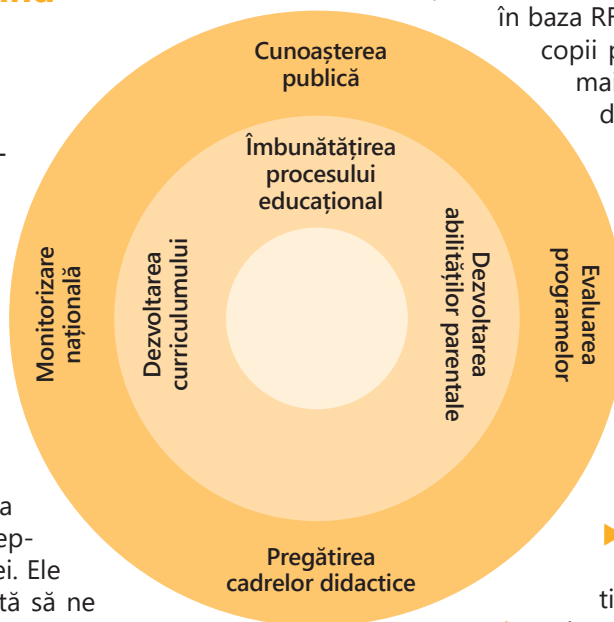 în baza RF
copii p
mai
d
Cunoașterea
publică
Îmbunătățirea
procesului
educațional
Monitorizare
națională
Dezvoltarea
curriculumului
Dezvoltarea
abilităților parentale
Evaluarea
programelor
Pregătirea
cadrelor didactice
a
ep-
ei. Ele
tă să ne
ti